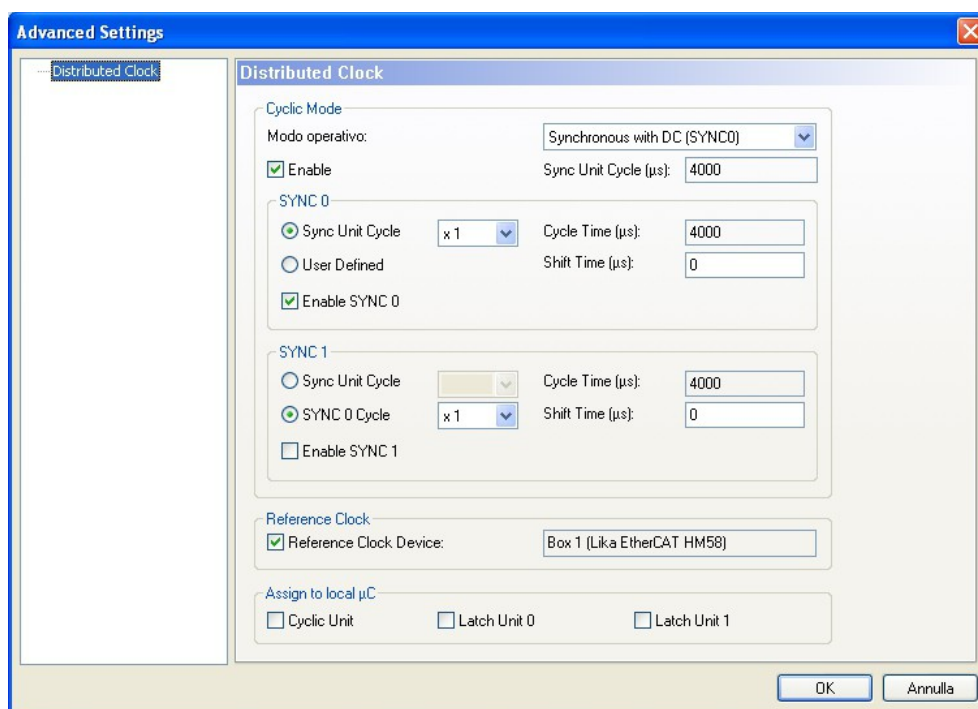 Advanced Settings
Distributed Clock
Distributed Clock
Cyclic Mode
Modo operativo: Synchronous with DC (SYNC0)
Enable Sync Unit Cycle (µs): 4000
SYNC 0
Sync Unit Cycle x 1 Cycle Time (µs): 4000
User Defined Shift Time (µs): 0
Enable SYNC 0
SYNC 1
Sync Unit Cycle Cycle Time (µs): 4000
SYNC 0 Cycle x 1 Shift Time (µs): 0
Enable SYNC 1
Reference Clock
Reference Clock Device: Box 1 (Lika EtherCAT HM58)
Assign to local µC
Cyclic Unit Latch Unit 0 Latch Unit 1
OK Annulla